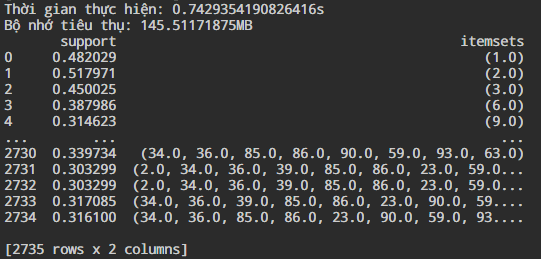 Thời gian thực hiện: 0.7429354190826416s
Bộ nhớ tiêu thụ: 145.51171875MB
support itemsets
0 0.482029 (1.0)
1 0.517971 (2.0)
2 0.450025 (3.0)
3 0.387986 (6.0)
4 0.314623 (9.0)
... ... ...
2730 0.339734 (34.0, 36.0, 85.0, 86.0, 90.0, 59.0, 93.0, 63.0)
2731 0.303299 (2.0, 34.0, 36.0, 39.0, 85.0, 86.0, 23.0, 59.0...
2732 0.303299 (2.0, 34.0, 36.0, 39.0, 85.0, 86.0, 23.0, 59.0...
2733 0.317085 (34.0, 36.0, 39.0, 85.0, 86.0, 23.0, 90.0, 59....
2734 0.316100 (34.0, 36.0, 85.0, 86.0, 23.0, 90.0, 59.0, 93....
[2735 rows x 2 columns]